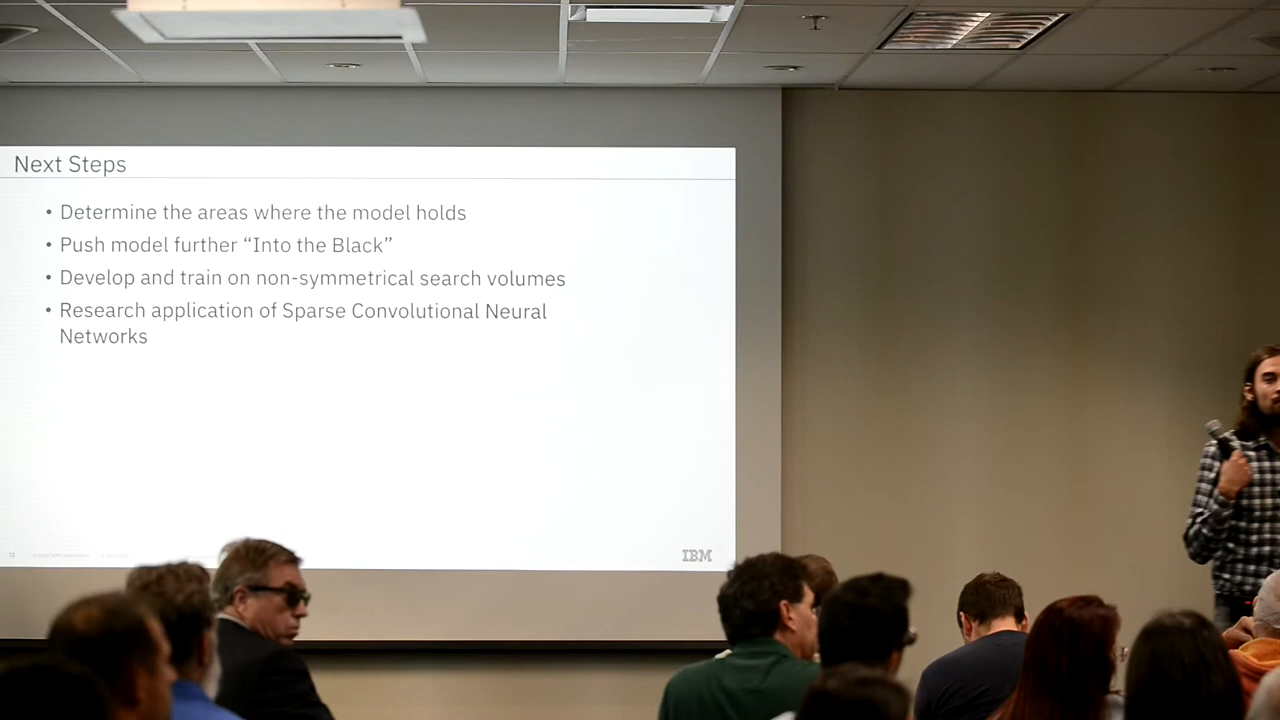 Next Steps
• Determine the areas where the model holds
• Push model further “Into the Black”
• Develop and train on non-symmetrical search volumes
• Research application of Sparse Convolutional Neural
Networks
IBM